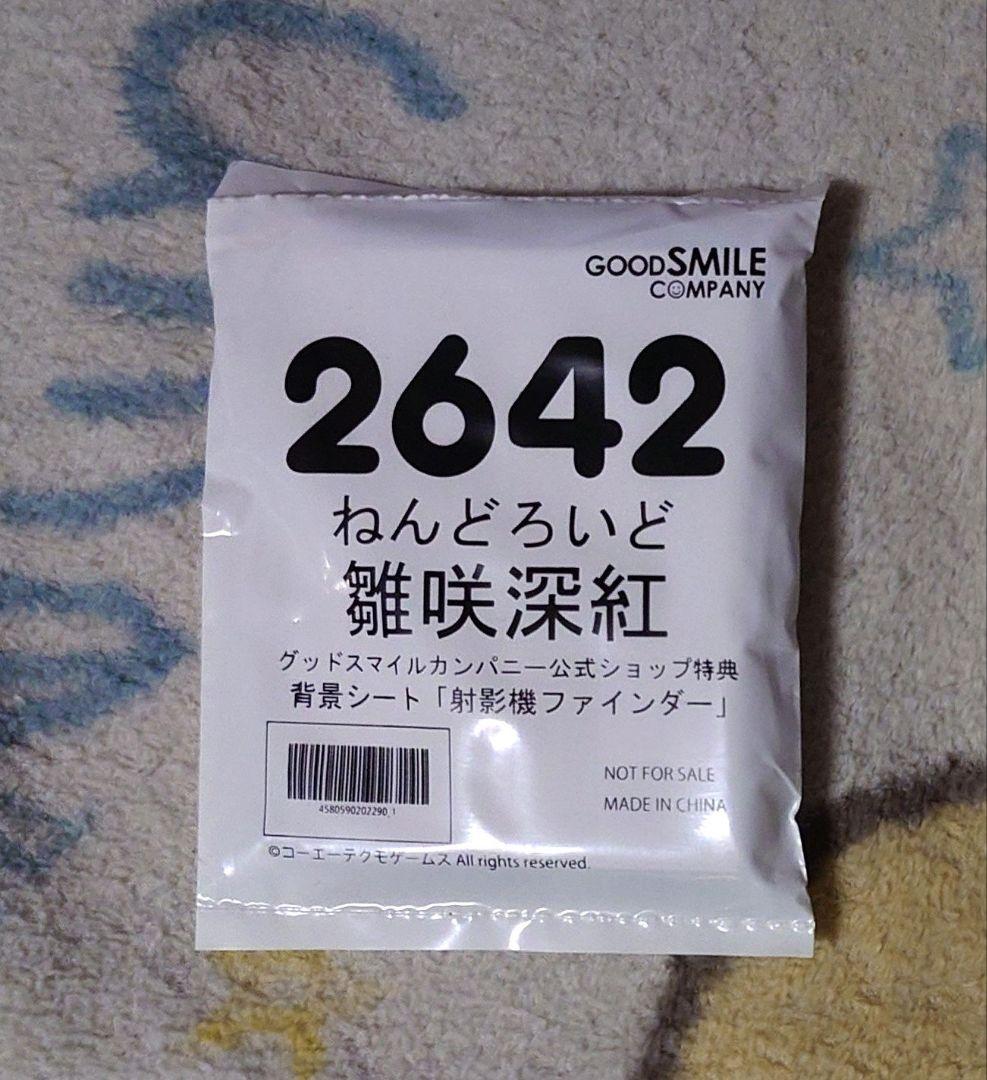 GOODSMILE
COMPANY
2642
ねんどろいど
雛咲深紅
グッドスマイルカンパニー公式ショップ特典
背景シート「射影機ファインダー」
NOT FOR SALE
MADE IN CHINA
4580590202290_1
©コーエーテクモゲームス All rights reserved.